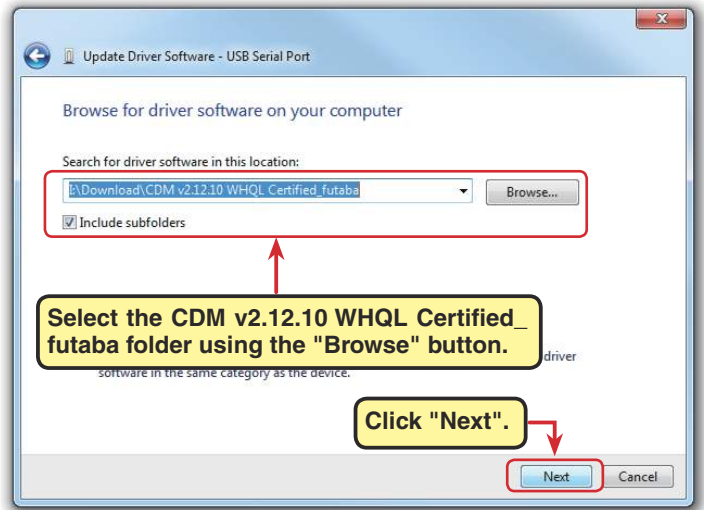 Update Driver Software - USB Serial Port
Browse for driver software on your computer
Search for driver software in this location:
I:\Download\CDM v2.12.10 WHQL Certified_futaba
Browse...
Include subfolders
Select the CDM v2.12.10 WHQL Certified_
futaba folder using the "Browse" button.
driver
software in the same category as the device.
Click "Next".
Next
Cancel